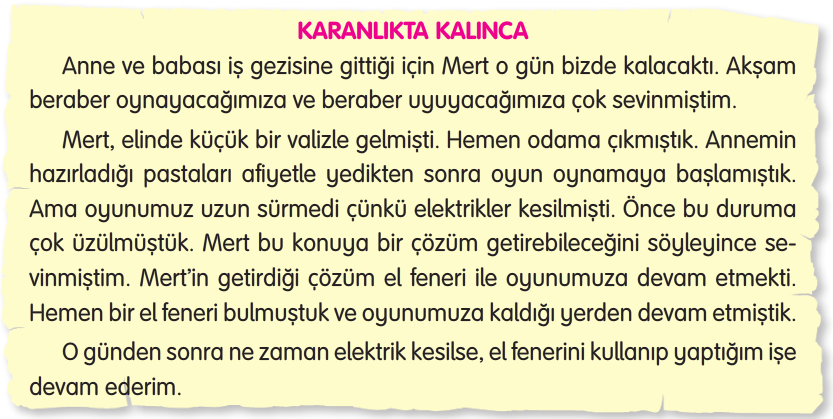 KARANLIKTA KALINCA
Anne ve babası iş gezisine gittiği için Mert o gün bizde kalacaktı. Akşam
beraber oynayacağımıza ve beraber uyuyacağımıza çok sevinmiştim.
Mert, elinde küçük bir valizle gelmişti. Hemen odama çıkmıştık. Annemin
hazırladığı pastaları afiyetle yedikten sonra oyun oynamaya başlamıştık.
Ama oyunumuz uzun sürmedi çünkü elektrikler kesilmişti. Önce bu duruma
çok üzülmüştük. Mert bu konuya bir çözüm getirebileceğini söyleyince se-
vinmiştim. Mert’in getirdiği çözüm el feneri ile oyunumuza devam etmekti.
Hemen bir el feneri bulmuştuk ve oyunumuza kaldığı yerden devam etmiştik.
O günden sonra ne zaman elektrik kesilse, el fenerini kullanıp yaptığım işe
devam ederim.